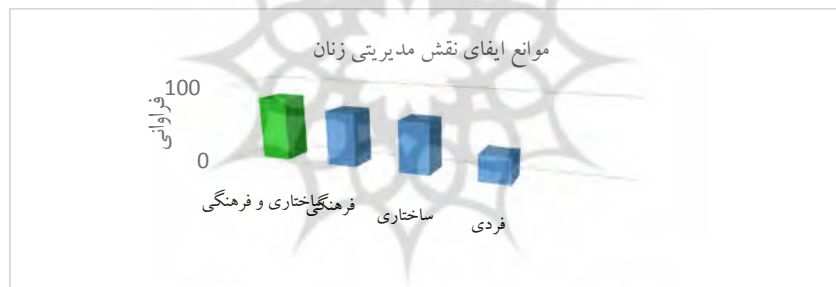 موانع ایفای نقش مدیریتی زنان
100
فراوانی
0
ساختاری و فرهنگی
فرهنگی
ساختاری
فردی